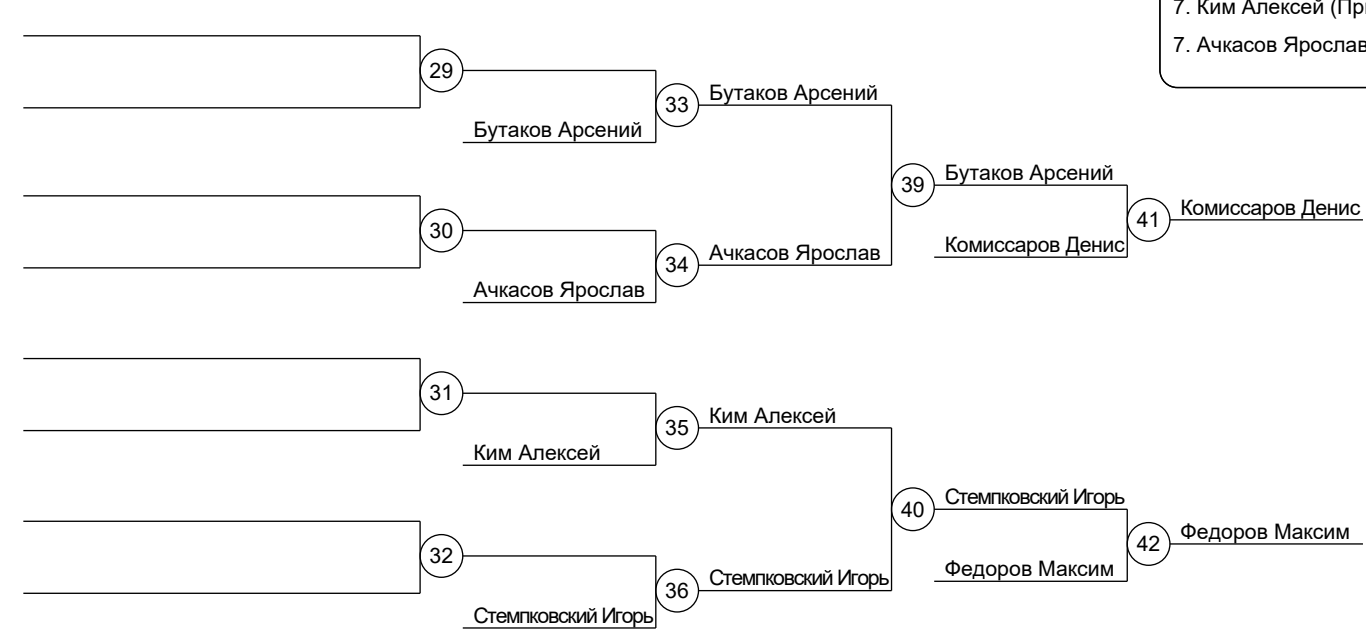 7. Ким Алексей
7. Ачкасов Ярослав
29
33
Бутаков Арсений
Бутаков Арсений
39
Бутаков Арсений
41
Комиссаров Денис
30
34
Ачкасов Ярослав
Комиссаров Денис
Ачкасов Ярослав
31
35
Ким Алексей
Ким Алексей
40
Стемпковский Игорь
42
Федоров Максим
32
36
Стемпковский Игорь
Федоров Максим
Стемпковский Игорь